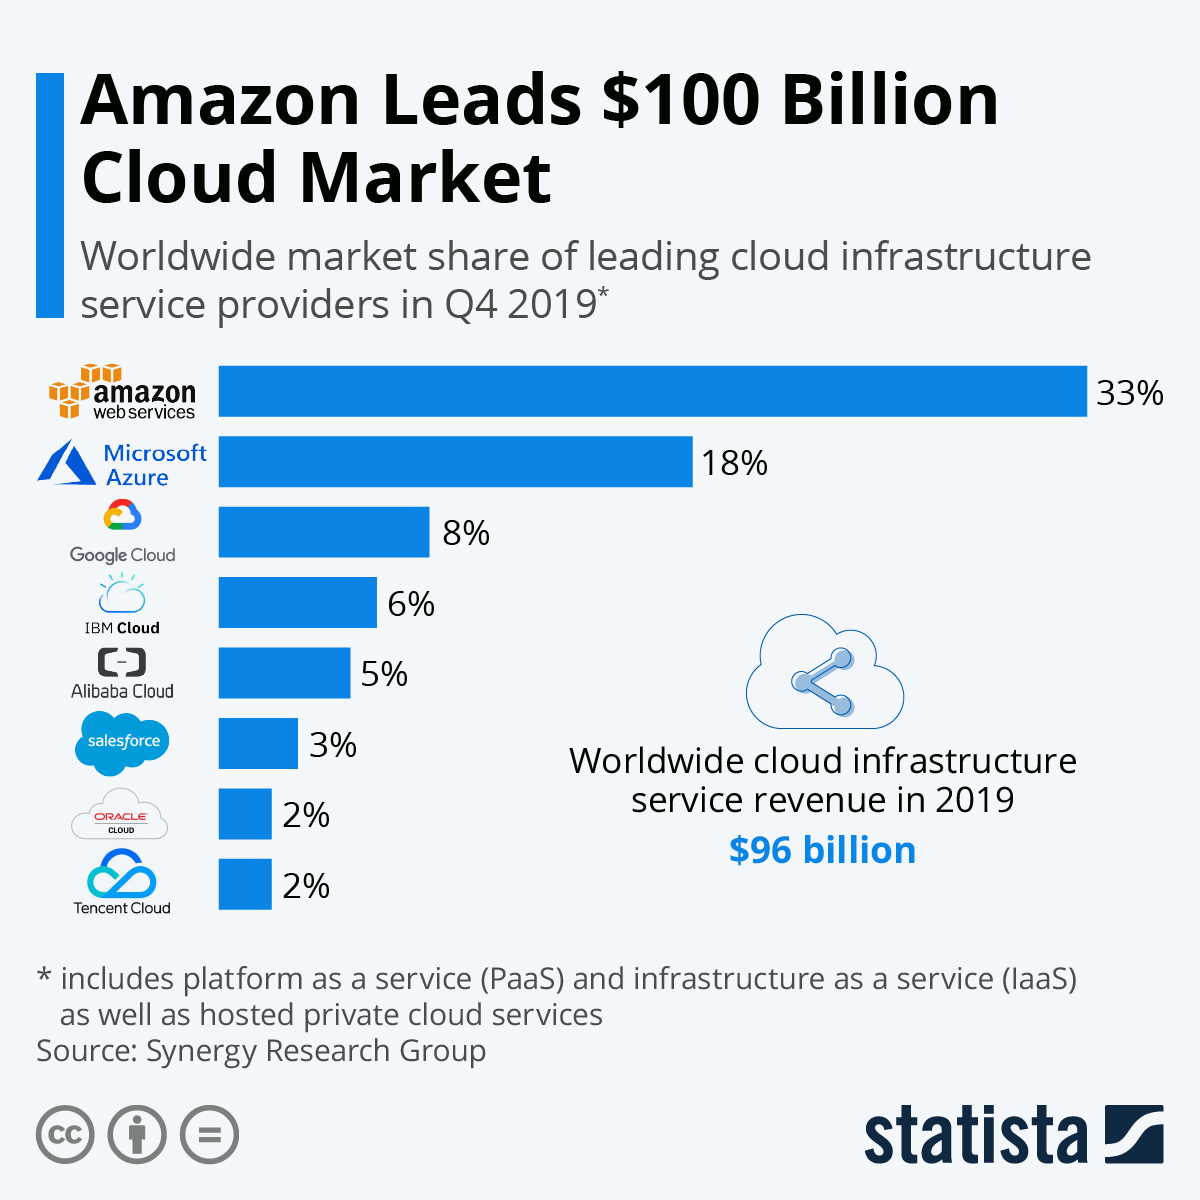 Amazon Leads $100 Billion
Cloud Market
Worldwide market share of leading cloud infrastructure
service providers in Q4 2019*
amazon
web services
33%
Microsoft
Azure
18%
Google Cloud
8%
IBM Cloud
6%
Alibaba Cloud
5%
salesforce
3%
ORACLE
CLOUD
2%
Tencent Cloud
2%
Worldwide cloud infrastructure
service revenue in 2019
$96 billion
* includes platform as a service (PaaS) and infrastructure as a service (IaaS)
as well as hosted private cloud services
Source: Synergy Research Group
cc
statista